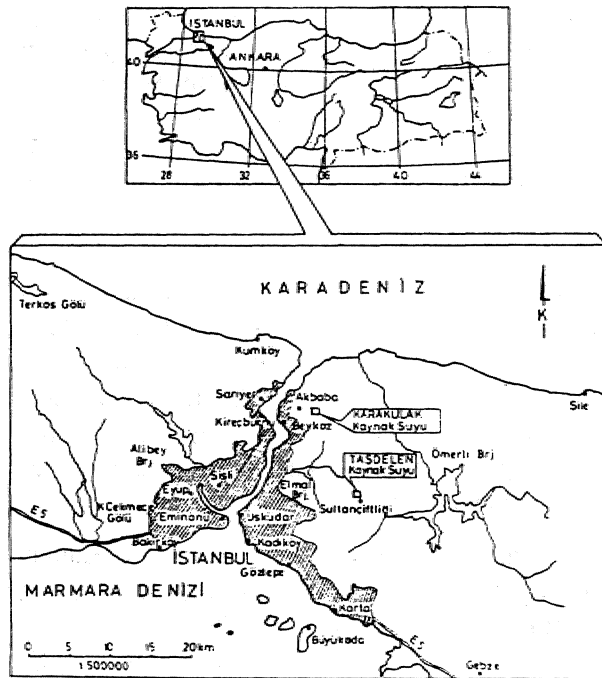 İSTANBUL
ANKARA
40
36
28
32
36
40
44
KARADENİZ
K
Terkos Gölü
Kumköy
Sarıyer
Akbaba
Şile
Kireçburnu
Beykoz
KARAKULAK
Kaynak Suyu
Alibey
Brj.
TAŞDELEN
Kaynak Suyu
Ömerli Brj
Şişli
Eyüp
Elmalı
Brj.
Sultançiftliği
K.Çekmece
Gölü
E5
Eminönü
Üsküdar
Bakırköy
Kadıköy
İSTANBUL
Göztepe
MARMARA DENİZİ
Kartal
Büyükada
E5
0 5 10 15 20km
1:500000
Gebze